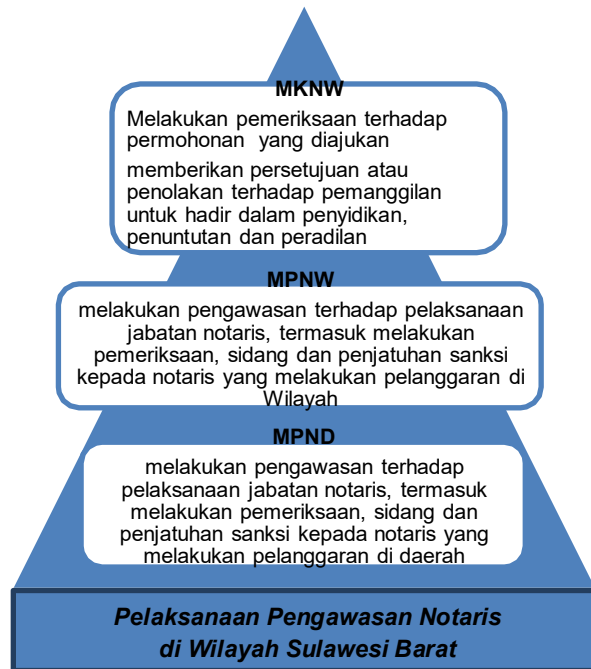 MKNW
Melakukan pemeriksaan terhadap
permohonan yang diajukan
memberikan persetujuan atau
penolakan terhadap pemanggilan
untuk hadir dalam penyidikan,
penuntutan dan peradilan
MPNW
melakukan pengawasan terhadap pelaksanaan
jabatan notaris, termasuk melakukan
pemeriksaan, sidang dan penjatuhan sanksi
kepada notaris yang melakukan pelanggaran di
Wilayah
MPND
melakukan pengawasan terhadap
pelaksanaan jabatan notaris, termasuk
melakukan pemeriksaan, sidang dan
penjatuhan sanksi kepada notaris yang
melakukan pelanggaran di daerah
Pelaksanaan Pengawasan Notaris
di Wilayah Sulawesi Barat